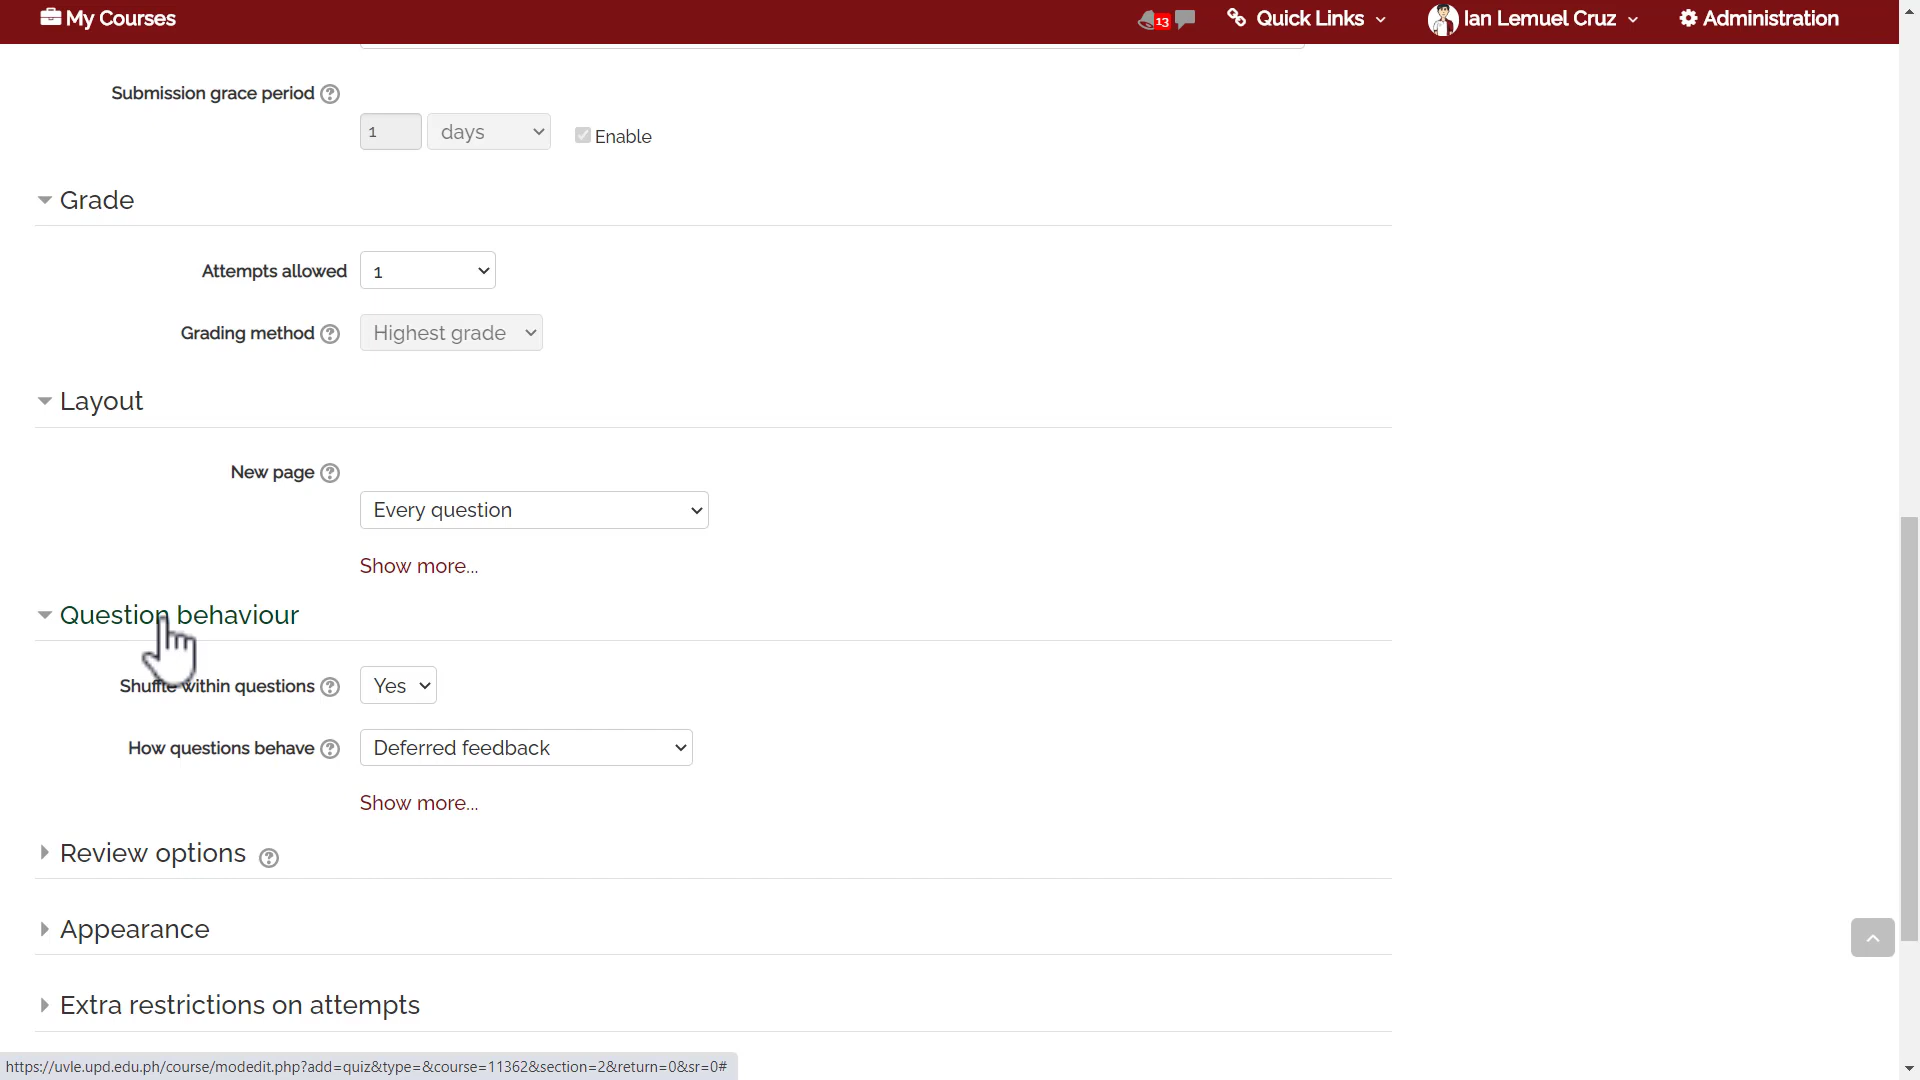 My Courses
13
Quick Links
Ian Lemuel Cruz
Administration
Submission grace period
1
days
Enable
Grade
Attempts allowed
1
Grading method
Highest grade
Layout
New page
Every question
Show more...
Question behaviour
Shuffle within questions
Yes
How questions behave
Deferred feedback
Show more...
Review options
Appearance
Extra restrictions on attempts
https://uvle.upd.edu.ph/course/modedit.php?add=quiz&type=&course=11362&section=2&return=0&sr=0#